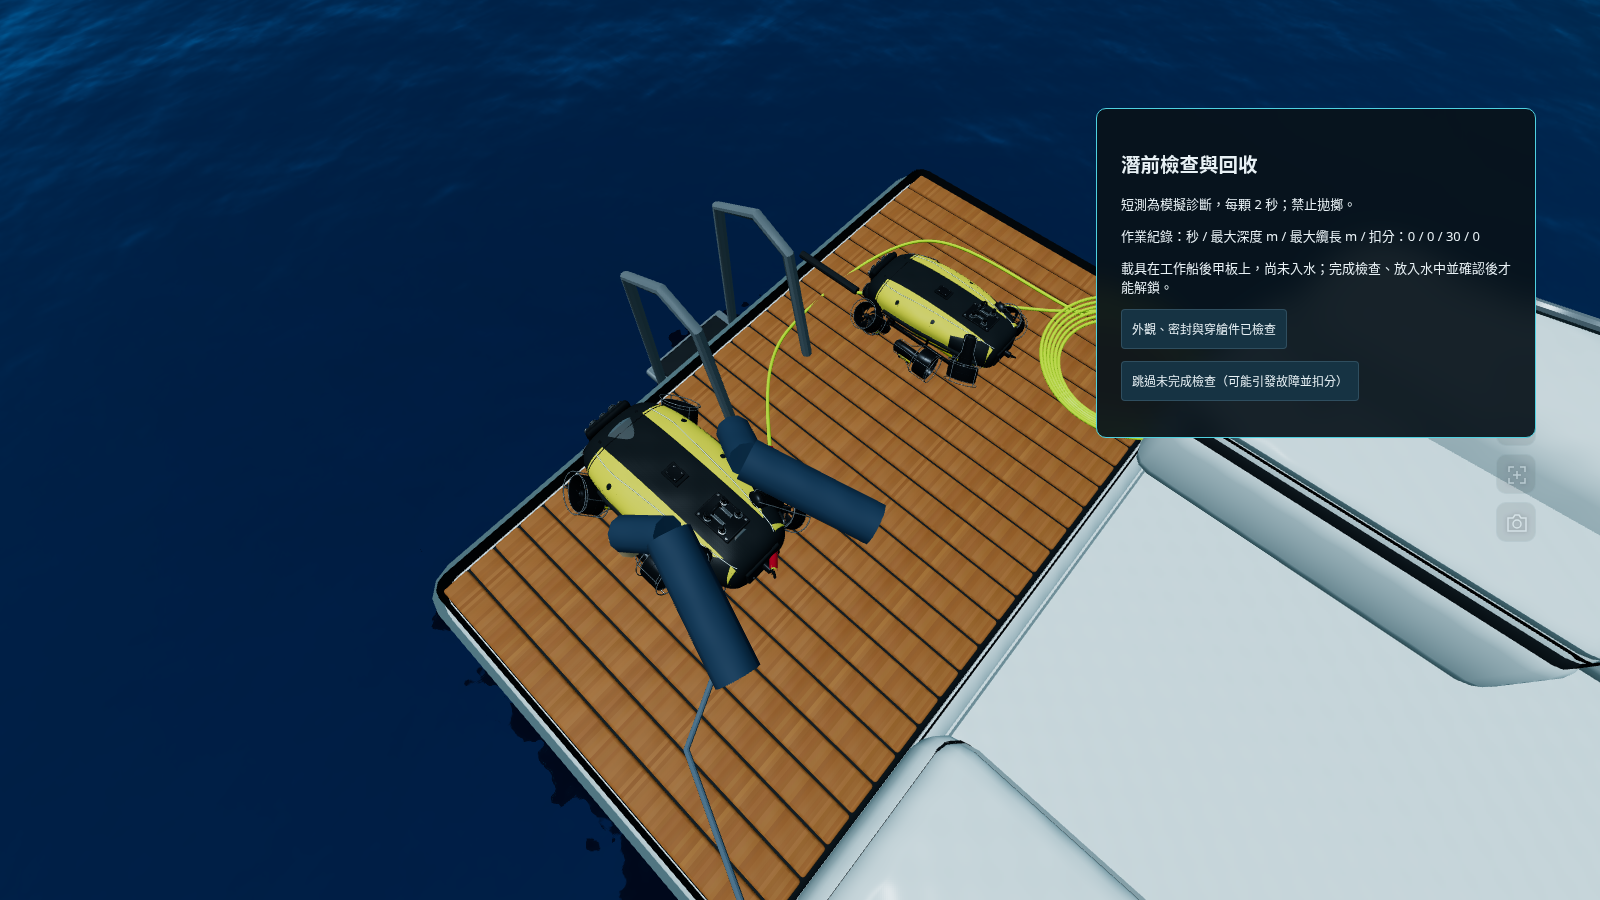 潛前檢查與回收
短測為模擬診斷，每顆 2 秒；禁止拋擲。
作業紀錄：秒 / 最大深度 m / 最大纜長 m / 扣分：0 / 0 / 30 / 0
載具在工作船後甲板上，尚未入水；完成檢查、放入水中並確認後才
能解鎖。
外觀、密封與穿艙件已檢查
跳過未完成檢查（可能引發故障並扣分）